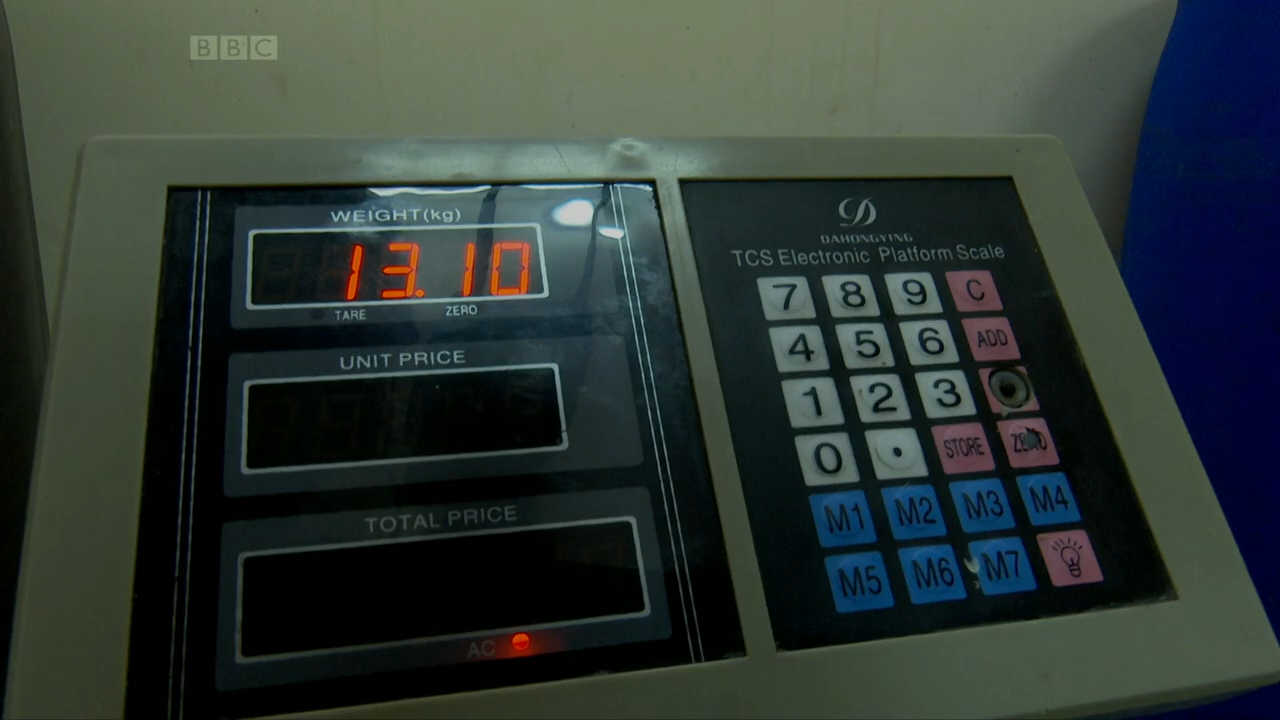 BBC
WEIGHT(kg)
13.10
TARE ZERO
UNIT PRICE
TOTAL PRICE
AC
DAHONGYING
TCS Electronic Platform Scale
7 8 9 C
4 5 6 ADD
1 2 3
0 . STORE ZERO
M1 M2 M3 M4
M5 M6 M7